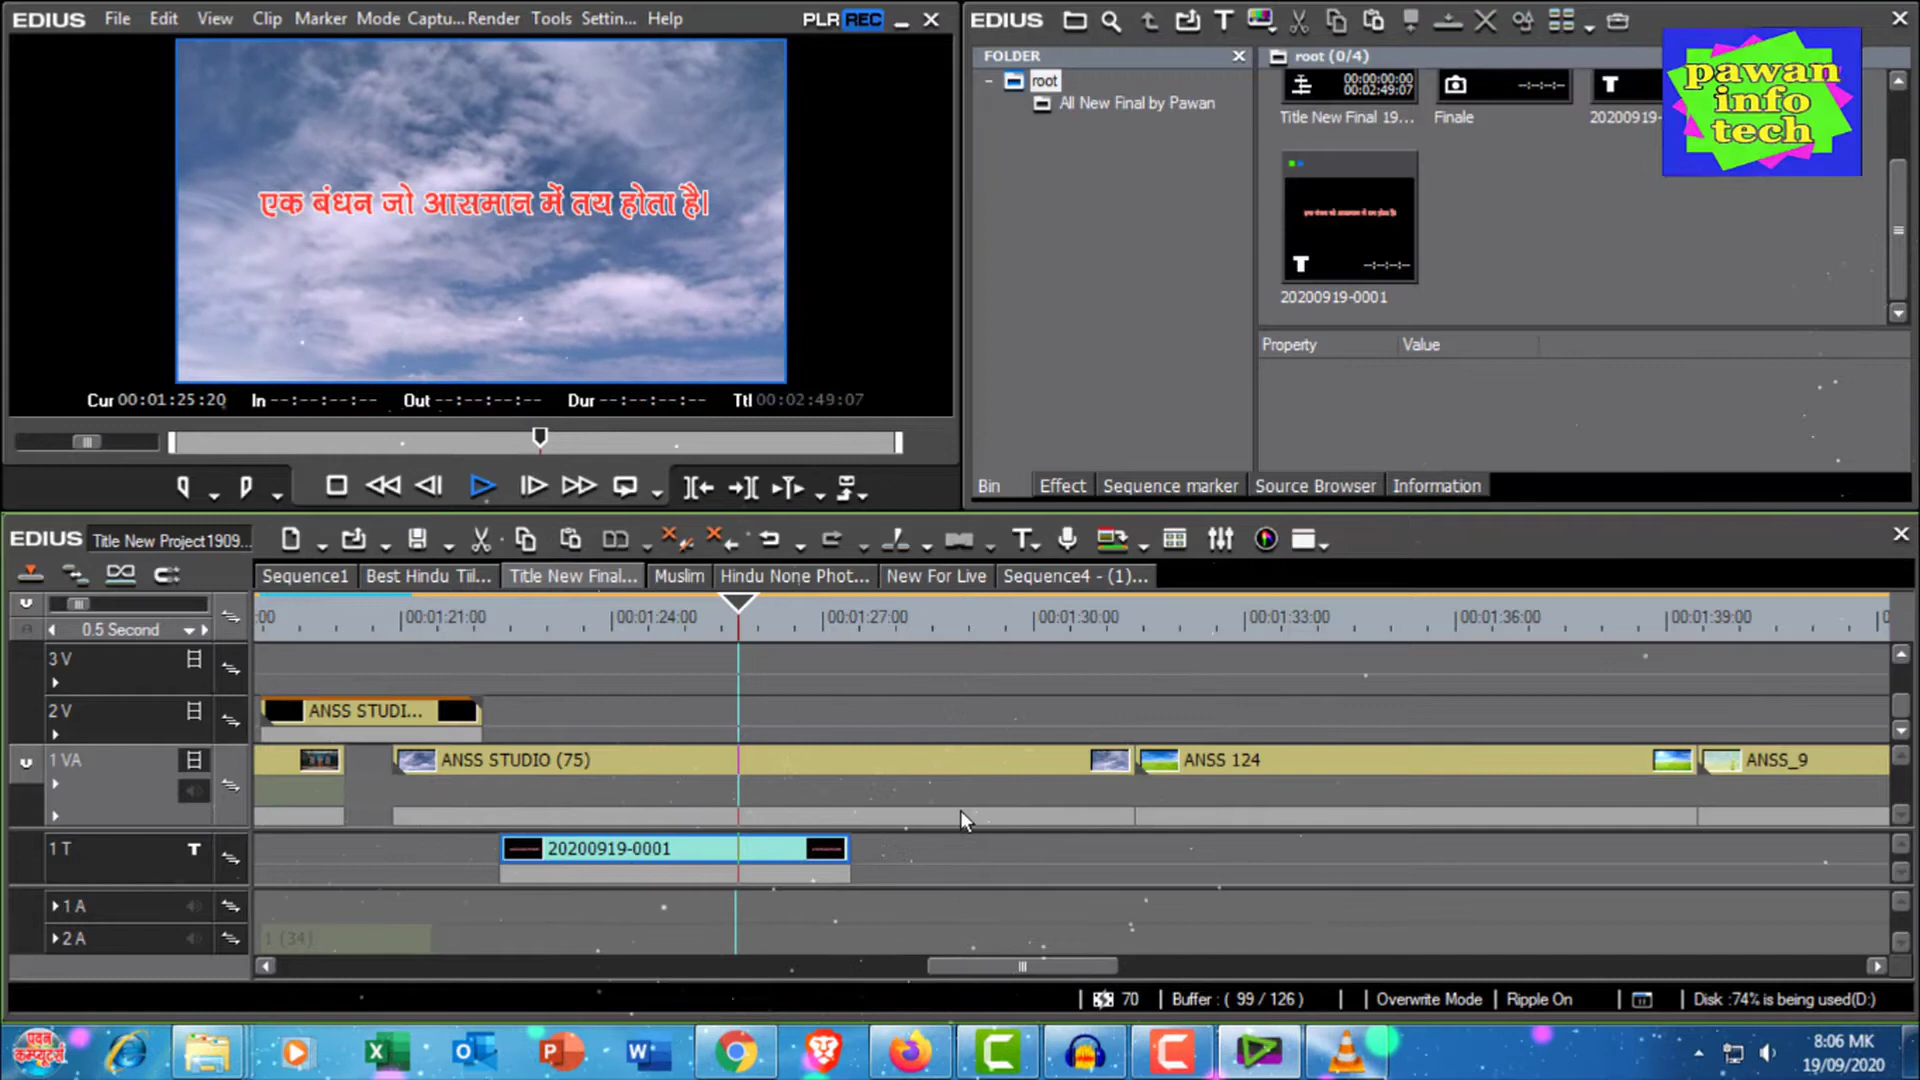 EDIUS File Edit View Clip Marker Mode Captu... Render Tools Settin... Help PLR REC
एक बंधन जो आसमान में तय होता है।
Cur 00:01:25:20 In --:--:--:-- Out --:--:--:-- Dur --:--:--:-- Ttl 00:02:49:07
EDIUS
FOLDER
root
All New Final by Pawan
root (0/4)
00:00:00:00
00:02:49:07
--:--:--:--
Title New Final 19...
Finale
20200919-
T
--:--:--:--
20200919-0001
pawan
info
tech
Property Value
Bin Effect Sequence marker Source Browser Information
EDIUS Title New Project1909...
Sequence1 Best Hindu Tiil... Title New Final... Muslim Hindu None Phot... New For Live Sequence4 - (1)...
0.5 Second
:00 00:01:21:00 00:01:24:00 00:01:27:00 00:01:30:00 00:01:33:00 00:01:36:00 00:01:39:00
3 V
2 V ANSS STUDI...
1 VA ANSS STUDIO (75) ANSS 124 ANSS_9
1 T T 20200919-0001
1 A
2 A 1 (34)
70 Buffer : ( 99 / 126 ) Overwrite Mode Ripple On Disk :74% is being used(D:)
पवन
कम्प्यूटर्स
8:06 MK
19/09/2020